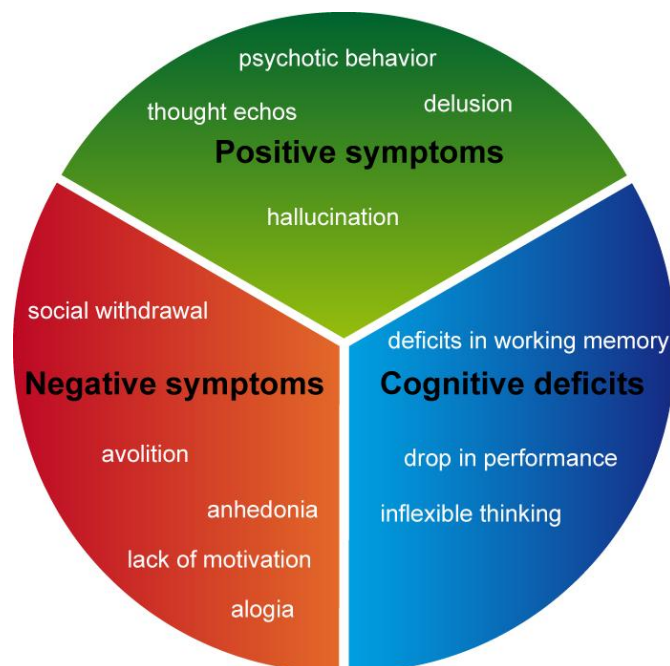 psychotic behavior
thought echos
delusion
Positive symptoms
hallucination
social withdrawal
Negative symptoms
avolition
anhedonia
lack of motivation
alogia
deficits in working memory
Cognitive deficits
drop in performance
inflexible thinking